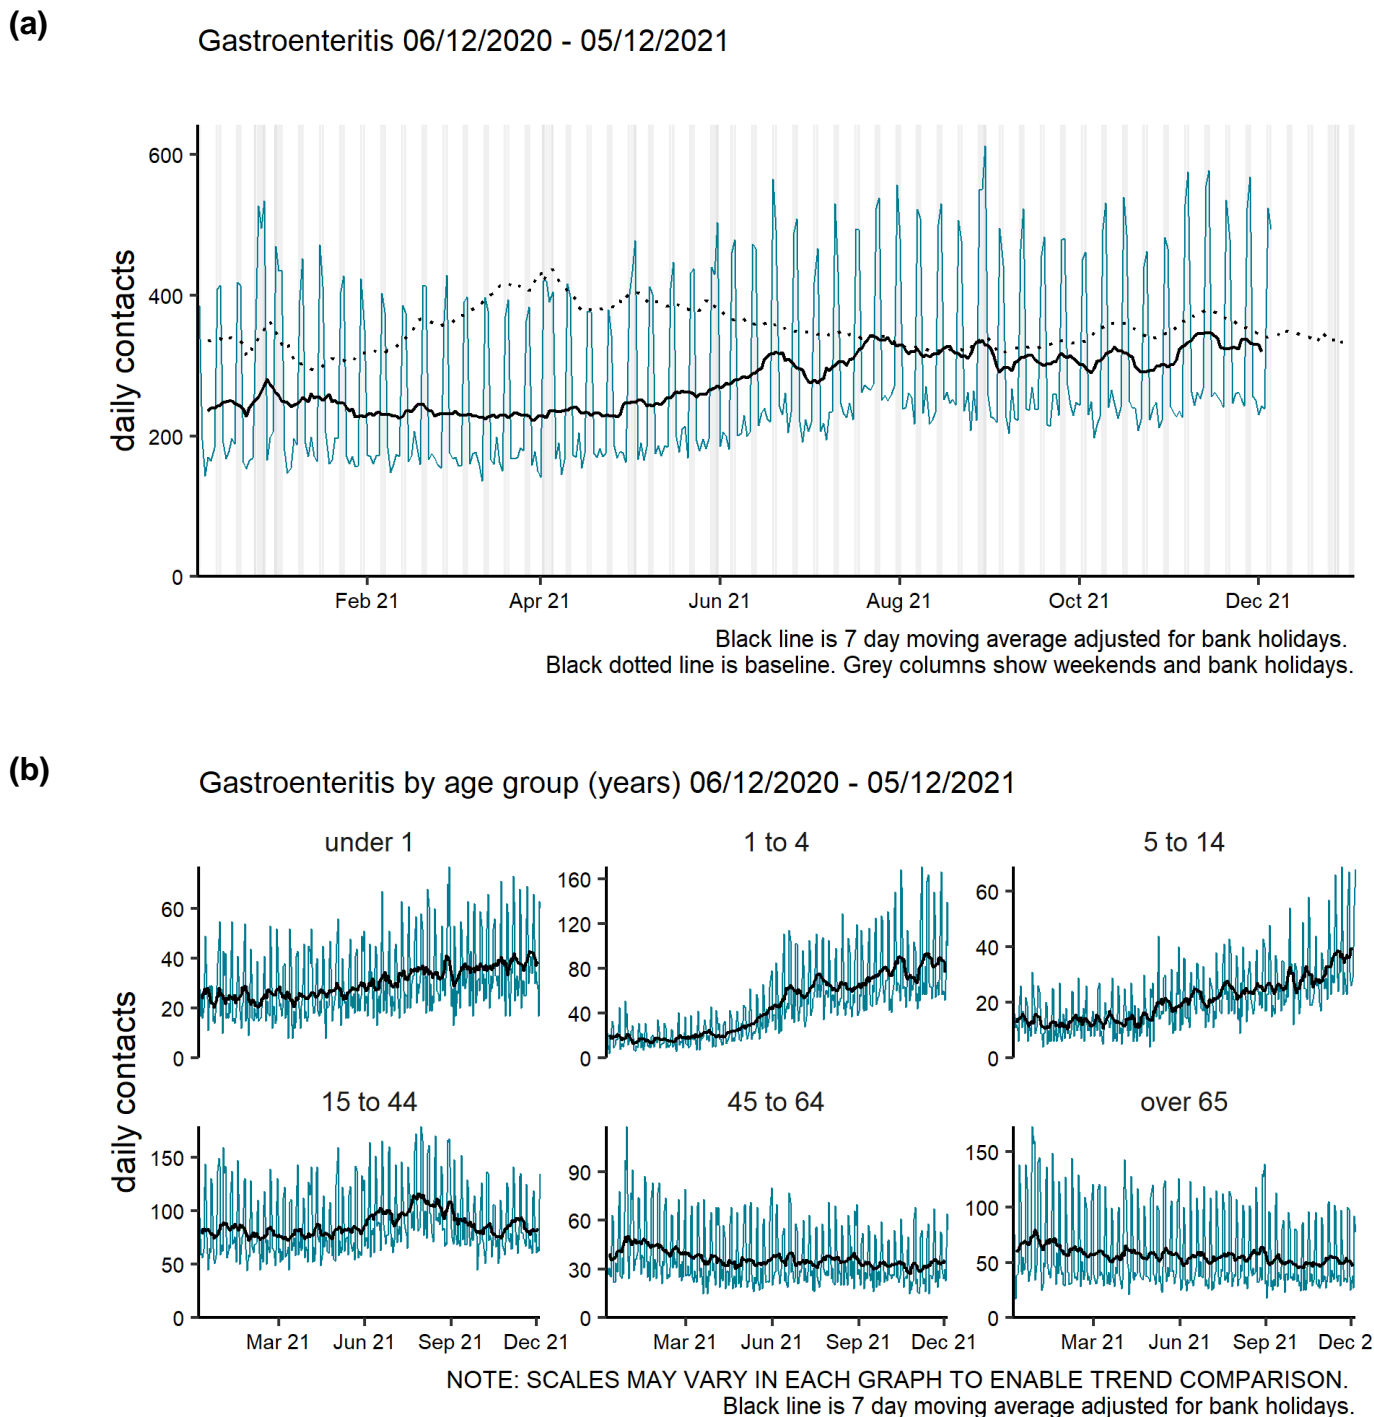 (a)
Gastroenteritis 06/12/2020 - 05/12/2021
daily contacts
600
400
200
0
Feb 21
Apr 21
Jun 21
Aug 21
Oct 21
Dec 21
Black line is 7 day moving average adjusted for bank holidays.
Black dotted line is baseline. Grey columns show weekends and bank holidays.
(b)
Gastroenteritis by age group (years) 06/12/2020 - 05/12/2021
daily contacts
under 1
60
40
20
0
1 to 4
160
120
80
40
0
5 to 14
60
40
20
0
15 to 44
150
100
50
0
Mar 21
Jun 21
Sep 21
Dec 21
45 to 64
90
60
30
0
Mar 21
Jun 21
Sep 21
Dec 21
over 65
150
100
50
0
Mar 21
Jun 21
Sep 21
Dec 2
NOTE: SCALES MAY VARY IN EACH GRAPH TO ENABLE TREND COMPARISON.
Black line is 7 day moving average adjusted for bank holidays.